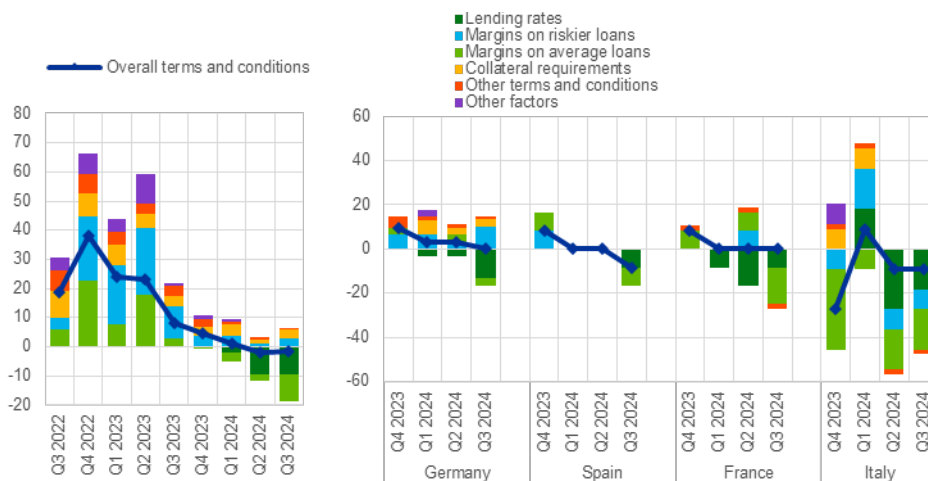 Lending rates
Margins on riskier loans
Margins on average loans
Collateral requirements
Other terms and conditions
Other factors
Overall terms and conditions
80
70
60
50
40
30
20
10
0
-10
-20
Q3 2022
Q4 2022
Q1 2023
Q2 2023
Q3 2023
Q4 2023
Q1 2024
Q2 2024
Q3 2024
60
40
20
0
-20
-40
-60
Q4 2023
Q1 2024
Q2 2024
Q3 2024
Q4 2023
Q1 2024
Q2 2024
Q3 2024
Q4 2023
Q1 2024
Q2 2024
Q3 2024
Q4 2023
Q1 2024
Q2 2024
Q3 2024
Germany
Spain
France
Italy